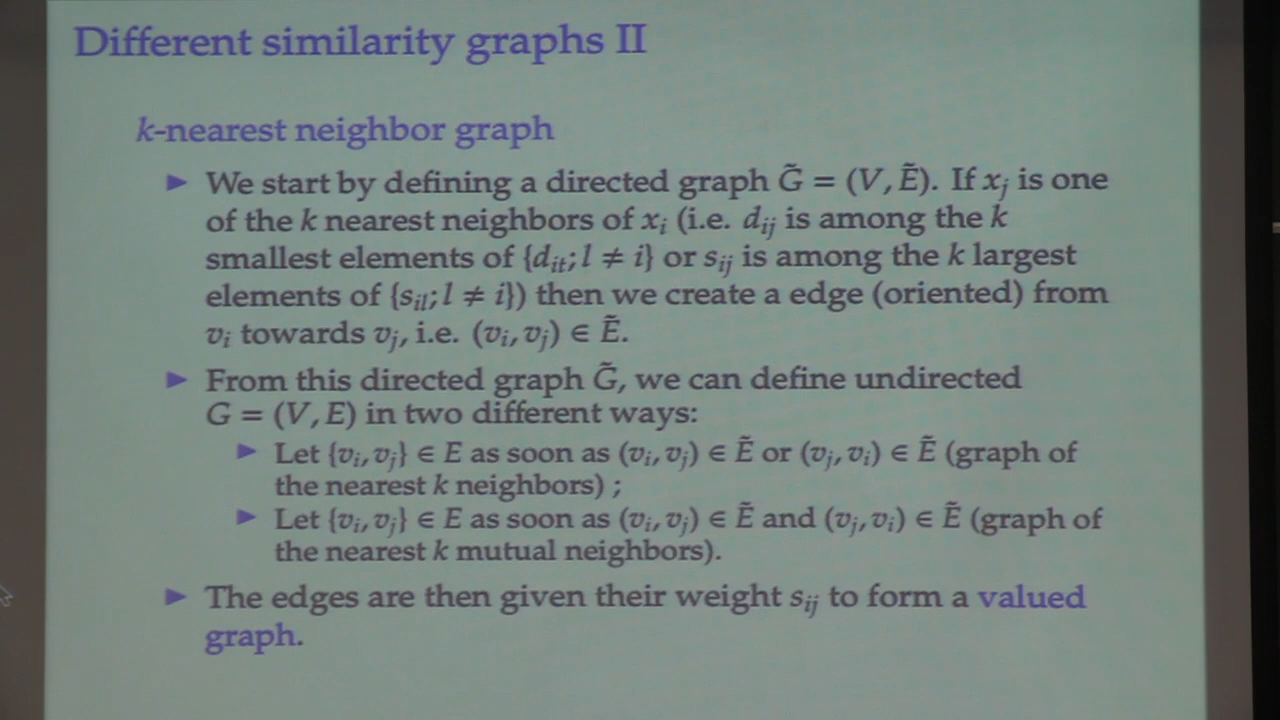 Different similarity graphs II
k-nearest neighbor graph
▶ We start by defining a directed graph G̃ = (V, Ẽ). If xⱼ is one
of the k nearest neighbors of xᵢ (i.e. dᵢⱼ is among the k
smallest elements of {dᵢₜ; l ≠ i} or sᵢⱼ is among the k largest
elements of {sᵢₗ; l ≠ i}) then we create a edge (oriented) from
vᵢ towards vⱼ, i.e. (vᵢ, vⱼ) ∈ Ẽ.
▶ From this directed graph G̃, we can define undirected
G = (V, E) in two different ways:
▶ Let {vᵢ, vⱼ} ∈ E as soon as (vᵢ, vⱼ) ∈ Ẽ or (vⱼ, vᵢ) ∈ Ẽ (graph of
the nearest k neighbors) ;
▶ Let {vᵢ, vⱼ} ∈ E as soon as (vᵢ, vⱼ) ∈ Ẽ and (vⱼ, vᵢ) ∈ Ẽ (graph of
the nearest k mutual neighbors).
▶ The edges are then given their weight sᵢⱼ to form a valued
graph.